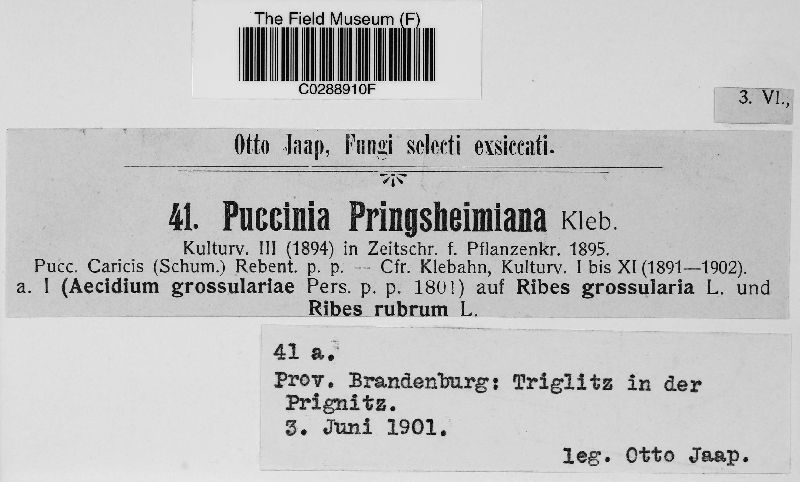 The Field Museum (F)
C0288910F
3. VI.,
Otto Jaap, Fungi selecti exsiccati.
41. Puccinia Pringsheimiana Kleb.
Kulturv. III (1894) in Zeitschr. f. Pflanzenkr. 1895.
Pucc. Caricis (Schum.) Rebent. p. p. — Cfr. Klebahn, Kulturv. I bis XI (1891—1902).
a. I (Aecidium grossulariae Pers. p. p. 1801) auf Ribes grossularia L. und
Ribes rubrum L.
41 a.
Prov. Brandenburg: Triglitz in der
Prignitz.
3. Juni 1901.
leg. Otto Jaap.